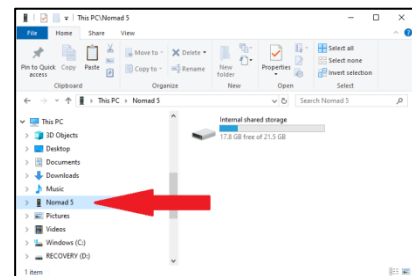 This PC\Nomad 5
File Home Share View
Pin to Quick access
Copy
Paste
Move to
Copy to
Delete
Rename
New folder
Properties
Select all
Select none
Invert selection
Clipboard Organize New Open Select
This PC > Nomad 5
Search Nomad 5
This PC
3D Objects
Desktop
Documents
Downloads
Music
Nomad 5
Pictures
Videos
Windows (C:)
RECOVERY (D:)
Internal shared storage
17.8 GB free of 21.5 GB
1 item